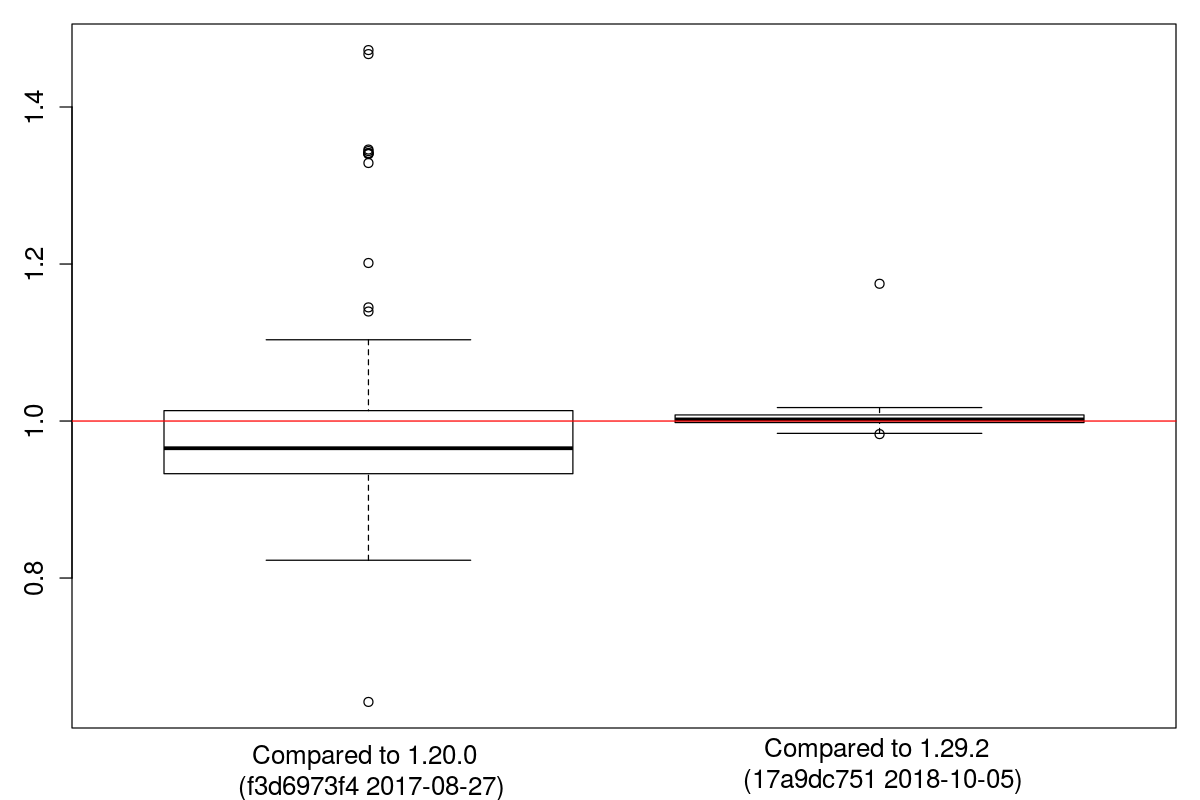 1.4
1.2
1.0
0.8
Compared to 1.20.0
(f3d6973f4 2017-08-27)
Compared to 1.29.2
(17a9dc751 2018-10-05)